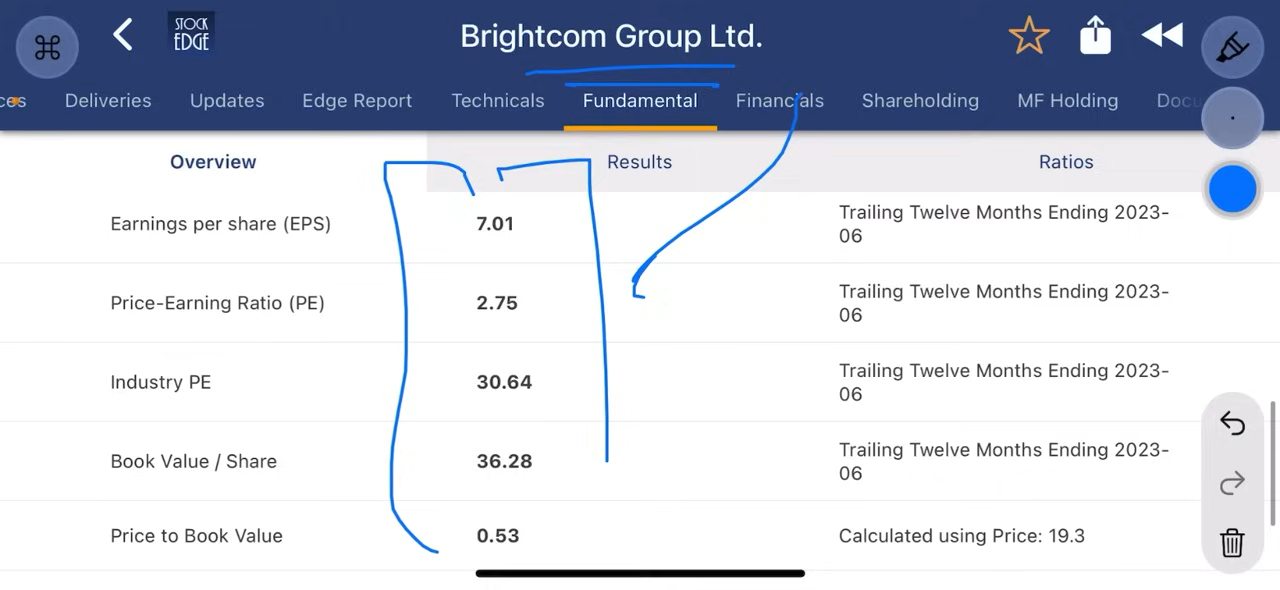 STOCK
EDGE
Brightcom Group Ltd.
Deliveries Updates Edge Report Technicals Fundamental Financials Shareholding MF Holding
Overview Results Ratios
Earnings per share (EPS) 7.01 Trailing Twelve Months Ending 2023-
06
Price-Earning Ratio (PE) 2.75 Trailing Twelve Months Ending 2023-
06
Industry PE 30.64 Trailing Twelve Months Ending 2023-
06
Book Value / Share 36.28 Trailing Twelve Months Ending 2023-
06
Price to Book Value 0.53 Calculated using Price: 19.3